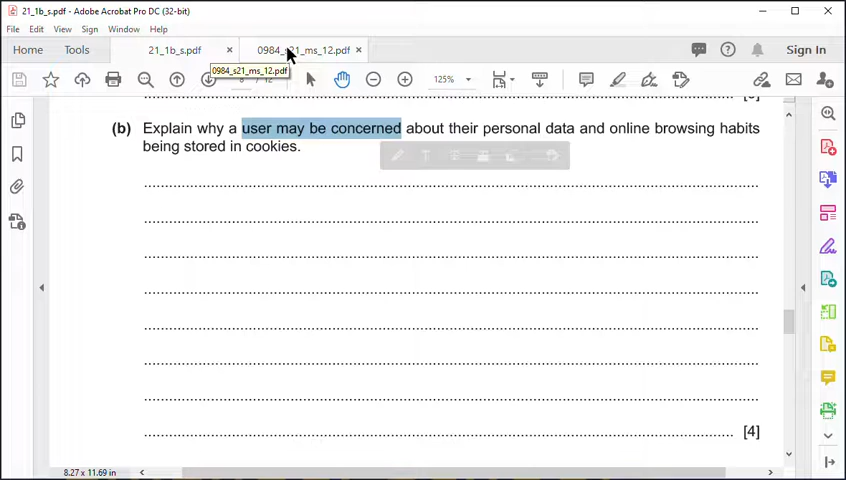 21_1b_s.pdf - Adobe Acrobat Pro DC (32-bit)
File Edit View Sign Window Help
Home Tools 21_1b_s.pdf × 0984_s21_ms_12.pdf × Sign In
0984_s21_ms_12.pdf
/ 12
125%
(b) Explain why a user may be concerned about their personal data and online browsing habits
being stored in cookies.
[4]
8.27 x 11.69 in